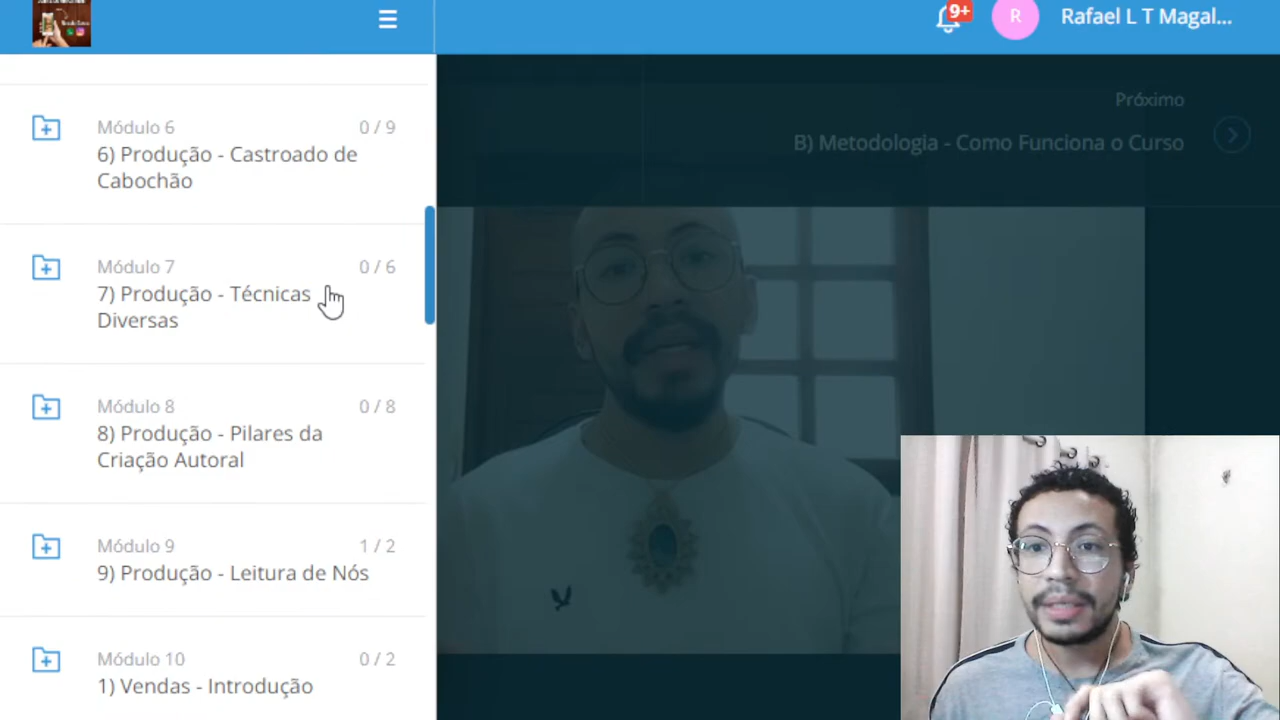 9+
R
Rafael L T Magal...
Módulo 6
0 / 9
6) Produção - Castroado de
Cabochão
Módulo 7
0 / 6
7) Produção - Técnicas
Diversas
Módulo 8
0 / 8
8) Produção - Pilares da
Criação Autoral
Módulo 9
1 / 2
9) Produção - Leitura de Nós
Módulo 10
0 / 2
1) Vendas - Introdução
Próximo
B) Metodologia - Como Funciona o Curso